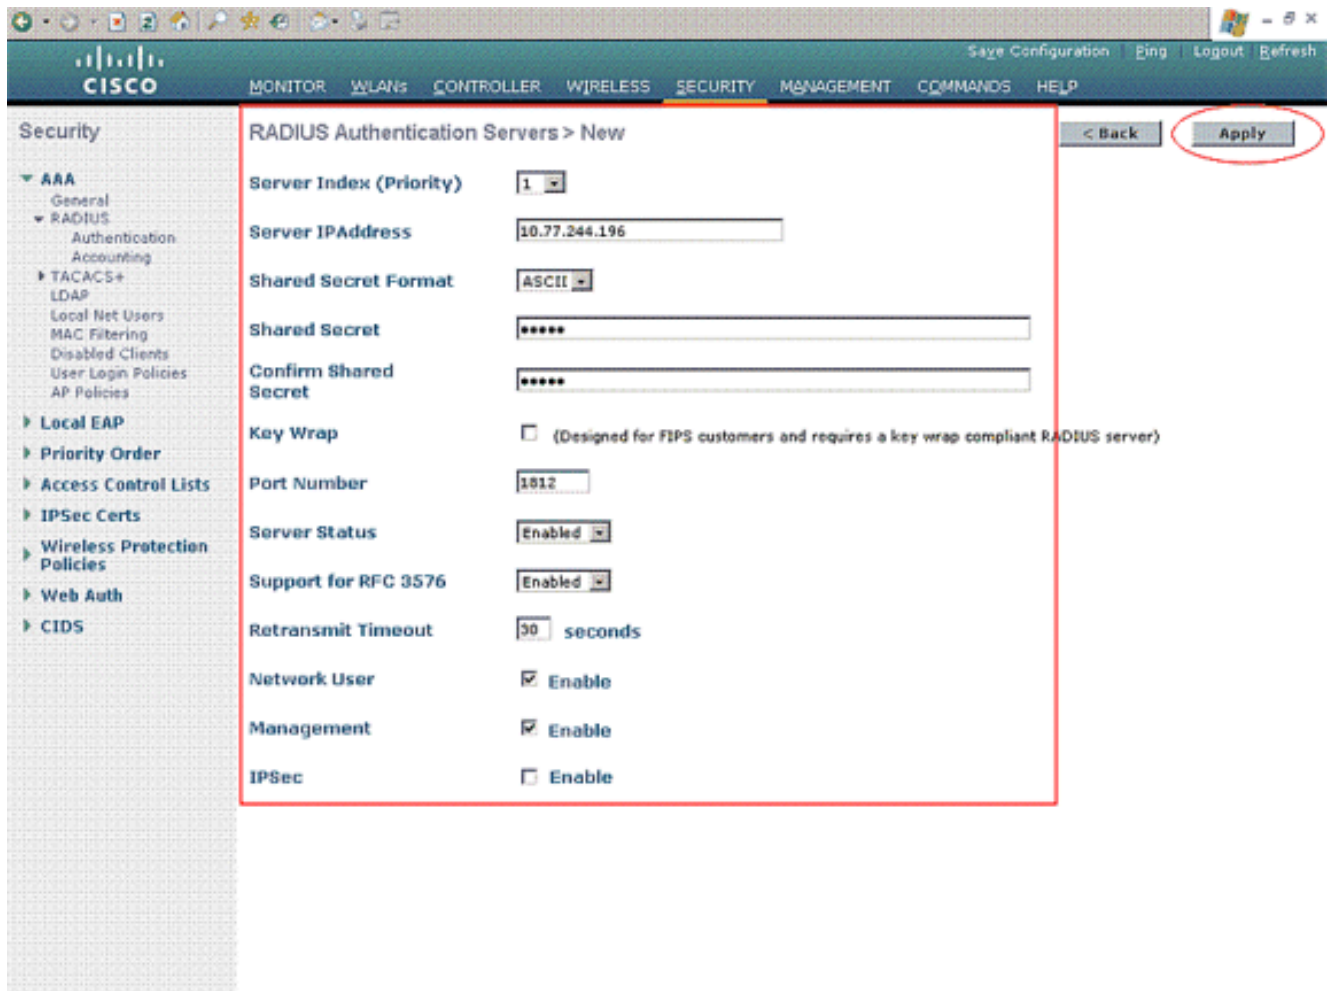 Save Configuration Ping Logout Refresh
CISCO MONITOR WLANs CONTROLLER WIRELESS SECURITY MANAGEMENT COMMANDS HELP
Security
AAA
General
RADIUS
Authentication
Accounting
TACACS+
LDAP
Local Net Users
MAC Filtering
Disabled Clients
User Login Policies
AP Policies
Local EAP
Priority Order
Access Control Lists
IPSec Certs
Wireless Protection
Policies
Web Auth
CIDS
RADIUS Authentication Servers > New
< Back
Apply
Server Index (Priority) 1
Server IPAddress 10.77.244.196
Shared Secret Format ASCII
Shared Secret •••••
Confirm Shared
Secret •••••
Key Wrap (Designed for FIPS customers and requires a key wrap compliant RADIUS server)
Port Number 1812
Server Status Enabled
Support for RFC 3576 Enabled
Retransmit Timeout 30 seconds
Network User Enable
Management Enable
IPSec Enable